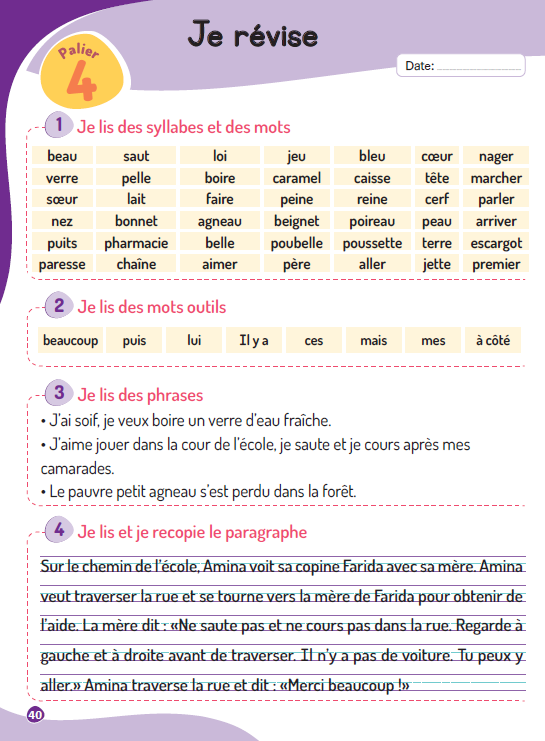 Je révise
Palier
4
Date:
1 Je lis des syllabes et des mots
beau saut loi jeu bleu cœur nager
verre pelle boire caramel caisse tête marcher
sœur lait faire peine reine cerf parler
nez bonnet agneau beignet poireau peau arriver
puits pharmacie belle poubelle poussette terre escargot
paresse chaîne aimer père aller jette premier
2 Je lis des mots outils
beaucoup puis lui Il y a ces mais mes à côté
3 Je lis des phrases
• J'ai soif, je veux boire un verre d'eau fraîche.
• J'aime jouer dans la cour de l'école, je saute et je cours après mes
camarades.
• Le pauvre petit agneau s'est perdu dans la forêt.
4 Je lis et je recopie le paragraphe
Sur le chemin de l'école, Amina voit sa copine Farida avec sa mère. Amina
veut traverser la rue et se tourne vers la mère de Farida pour obtenir de
l'aide. La mère dit : «Ne saute pas et ne cours pas dans la rue. Regarde à
gauche et à droite avant de traverser. Il n'y a pas de voiture. Tu peux y
aller.» Amina traverse la rue et dit : «Merci beaucoup !»
40